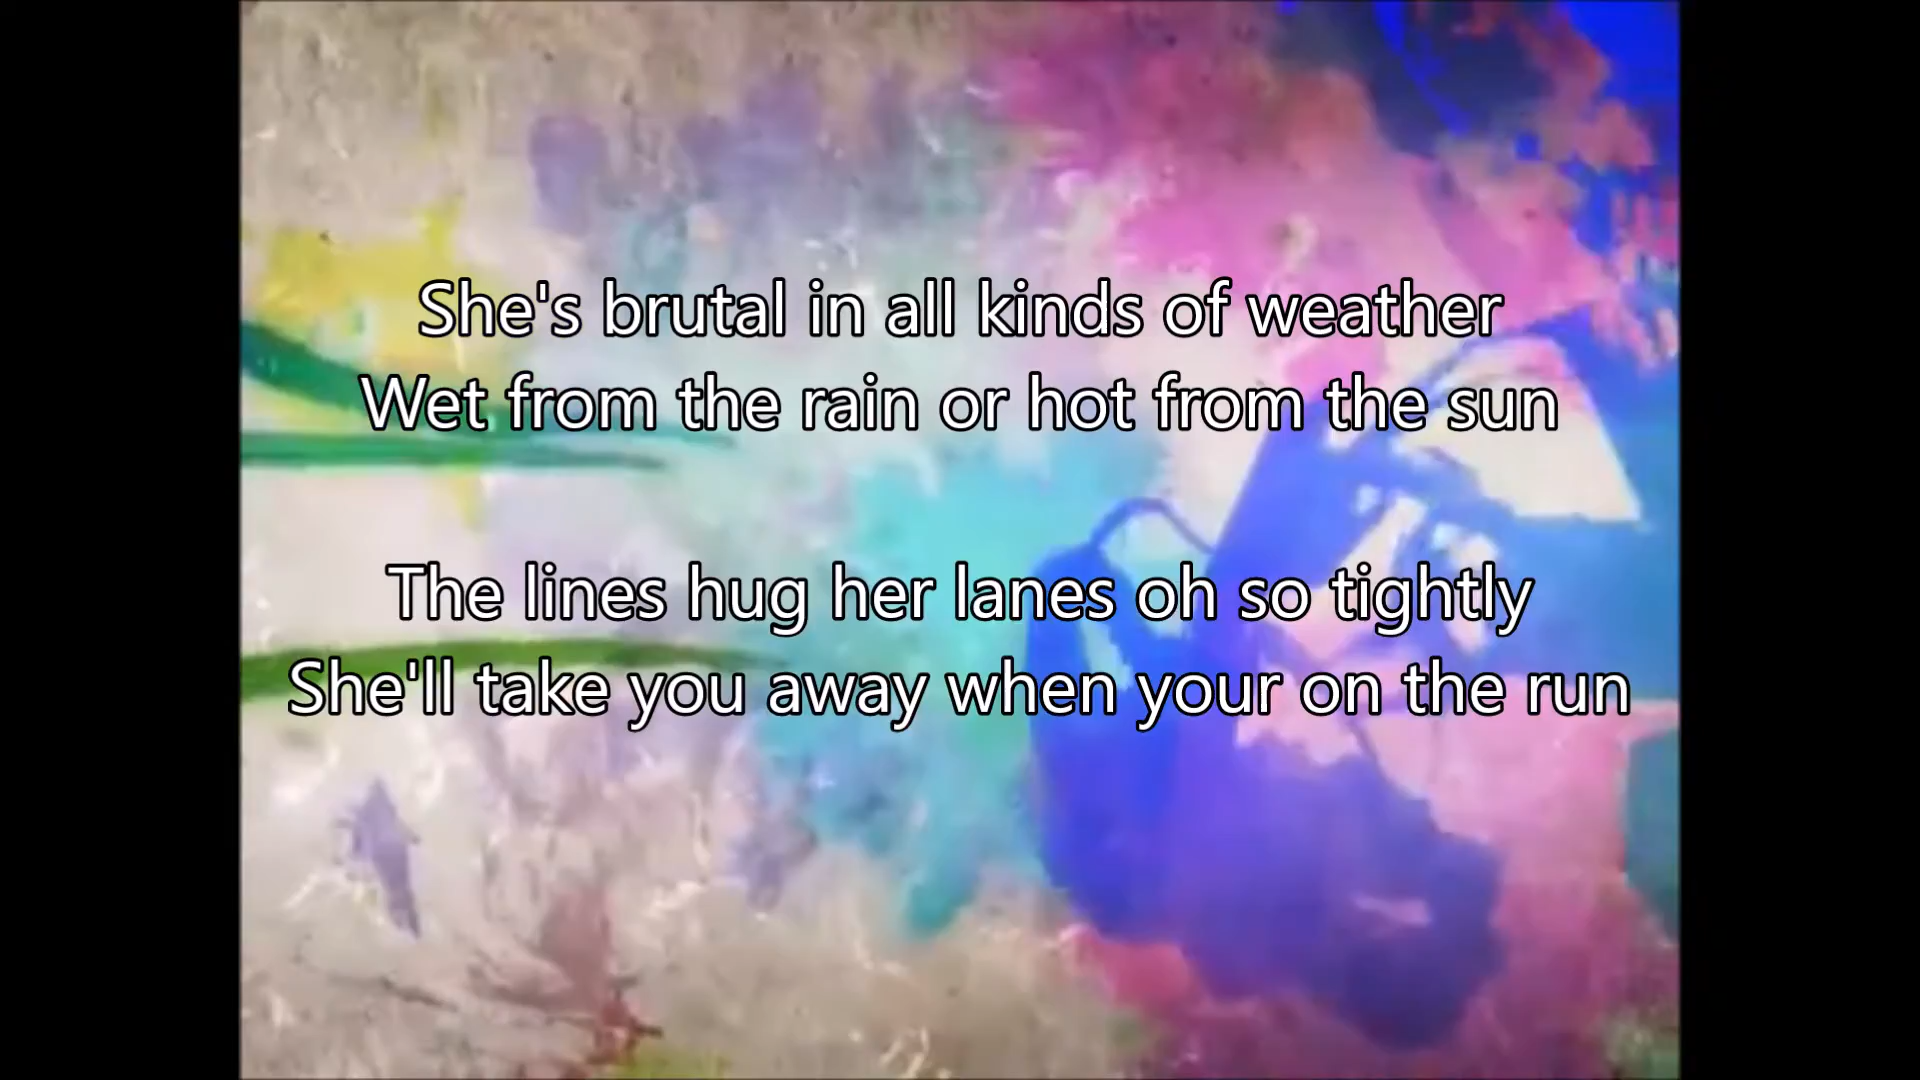 She's brutal in all kinds of weather
Wet from the rain or hot from the sun
The lines hug her lanes oh so tightly
She'll take you away when your on the run